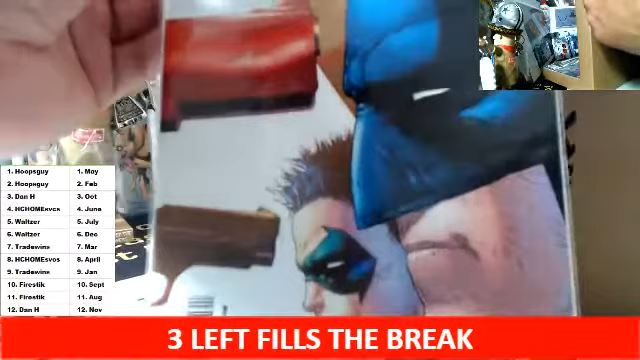 1. Hoopsguy 1. May
2. Hoopsguy 2. Feb
3. Dan H 3. Oct
4. HCHOMEsvcs 4. June
5. Waltzer 5. July
6. Waltzer 6. Dec
7. Tradewins 7. Mar
8. HCHOMEsvcs 8. April
9. Tradewins 9. Jan
10. Firestik 10. Sept
11. Firestik 11. Aug
12. Dan H 12. Nov
3 LEFT FILLS THE BREAK